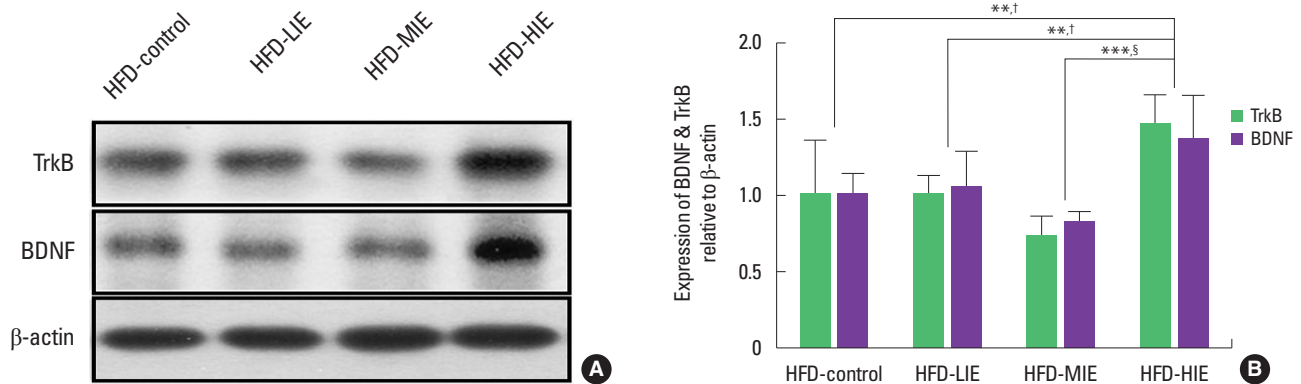 HFD-control
HFD-LIE
HFD-MIE
HFD-HIE
TrkB
BDNF
β-actin
A
Expression of BDNF & TrkB
relative to β-actin
2.0
1.5
1.0
0.5
0
**,†
**,†
***,§
TrkB
BDNF
HFD-control
HFD-LIE
HFD-MIE
HFD-HIE
B